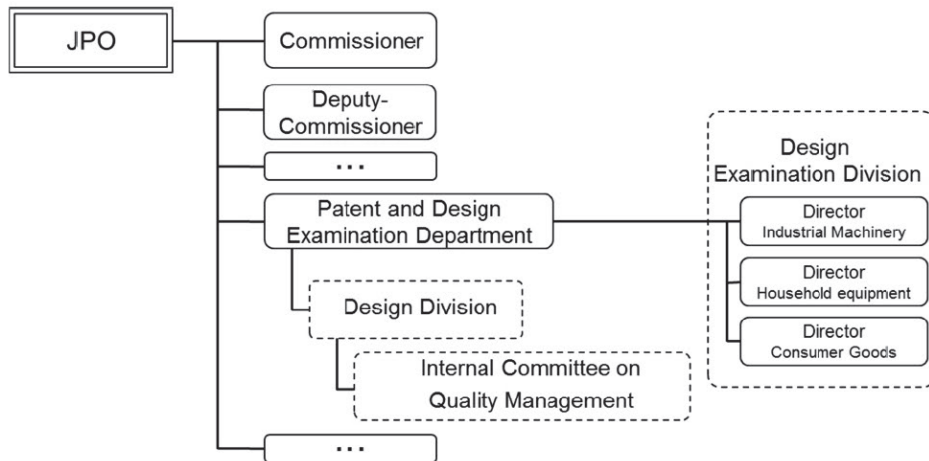 JPO
Commissioner
Deputy-
Commissioner
...
Patent and Design
Examination Department
Design Division
Internal Committee on
Quality Management
...
Design
Examination Division
Director
Industrial Machinery
Director
Household equipment
Director
Consumer Goods